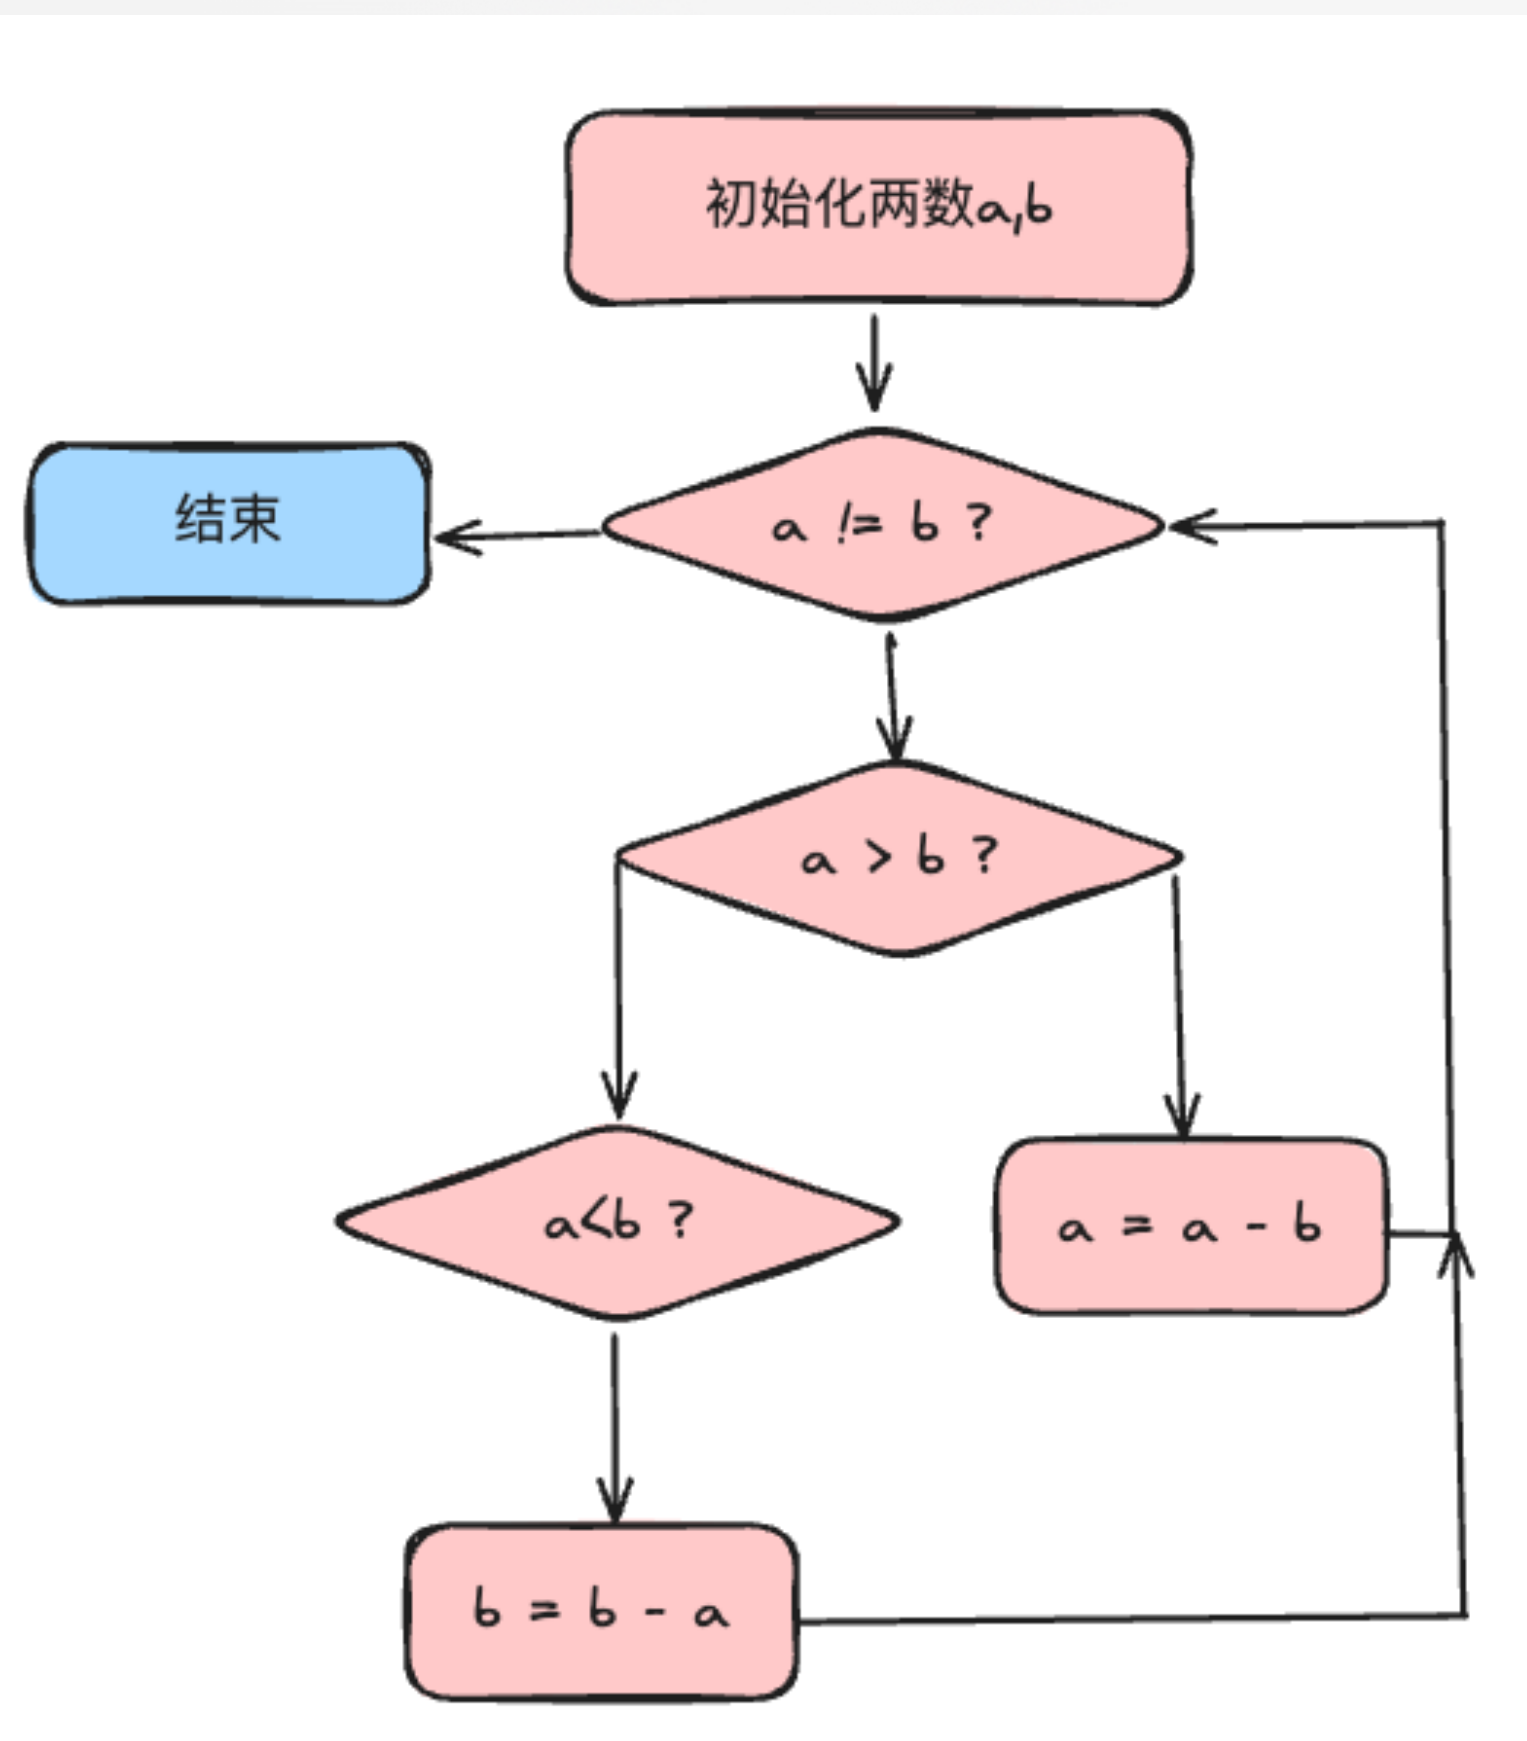 初始化两数a,b
结束
a != b ?
a > b ?
a<b ?
a = a - b
b = b - a